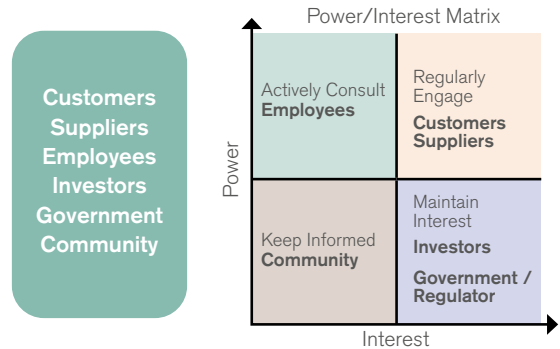 Customers
Suppliers
Employees
Investors
Government
Community
Power/Interest Matrix
Power
Actively Consult
Employees
Regularly
Engage
Customers
Suppliers
Keep Informed
Community
Maintain
Interest
Investors
Government /
Regulator
Interest